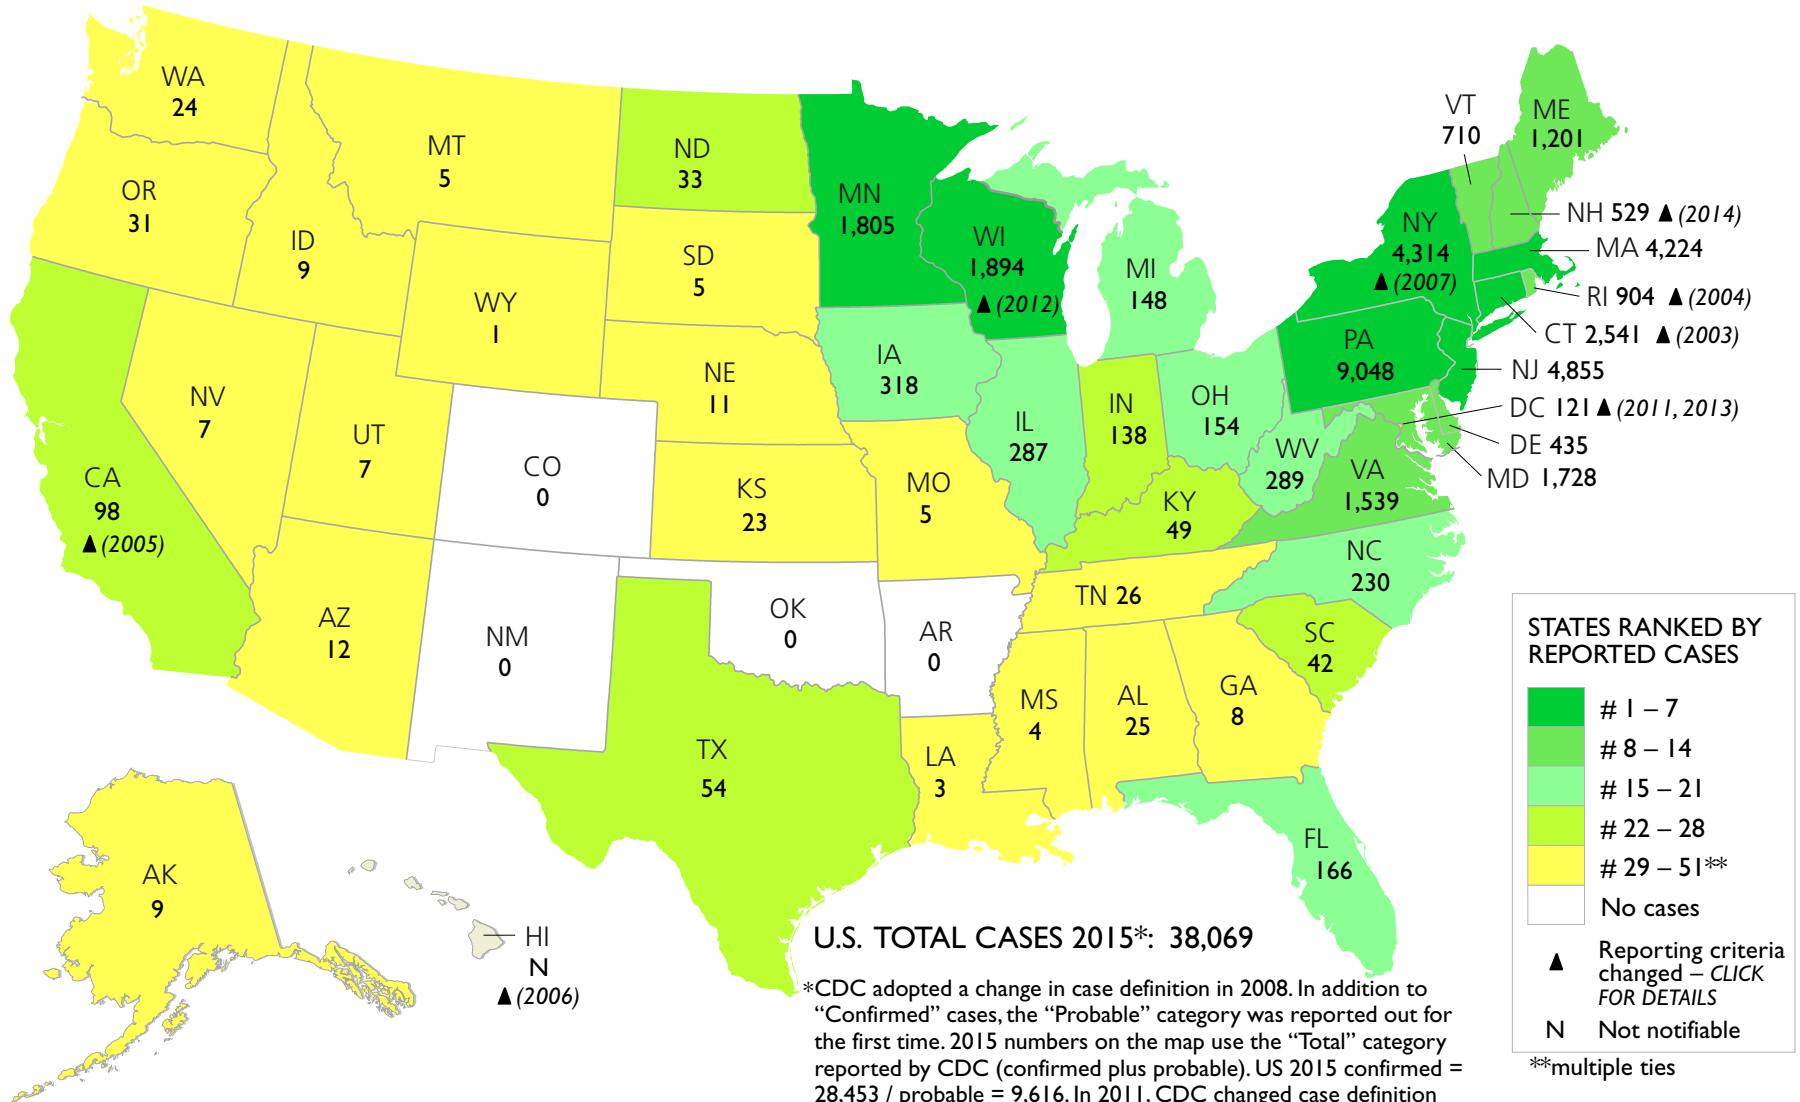 WA
24
OR
31
ID
9
MT
5
ND
33
SD
5
WY
1
NE
11
NV
7
UT
7
CO
0
KS
23
CA
98
▲ (2005)
AZ
12
NM
0
OK
0
TX
54
MN
1,805
WI
1,894
▲ (2012)
MI
148
IA
318
IL
287
IN
138
OH
154
MO
5
KY
49
WV
289
VA
1,539
TN 26
NC
230
AR
0
SC
42
MS
4
AL
25
GA
8
LA
3
FL
166
NY
4,314
▲ (2007)
PA
9,048
VT
710
ME
1,201
NH 529 ▲ (2014)
MA 4,224
RI 904 ▲ (2004)
CT 2,541 ▲ (2003)
NJ 4,855
DC 121 ▲ (2011, 2013)
DE 435
MD 1,728
AK
9
HI
N
▲ (2006)
STATES RANKED BY
REPORTED CASES
# 1 – 7
# 8 – 14
# 15 – 21
# 22 – 28
# 29 – 51**
No cases
▲ Reporting criteria
changed – CLICK
FOR DETAILS
N Not notifiable
**multiple ties
U.S. TOTAL CASES 2015*: 38,069
*CDC adopted a change in case definition in 2008. In addition to
“Confirmed” cases, the “Probable” category was reported out for
the first time. 2015 numbers on the map use the “Total” category
reported by CDC (confirmed plus probable). US 2015 confirmed =
28,453 / probable = 9,616. In 2011, CDC changed case definition